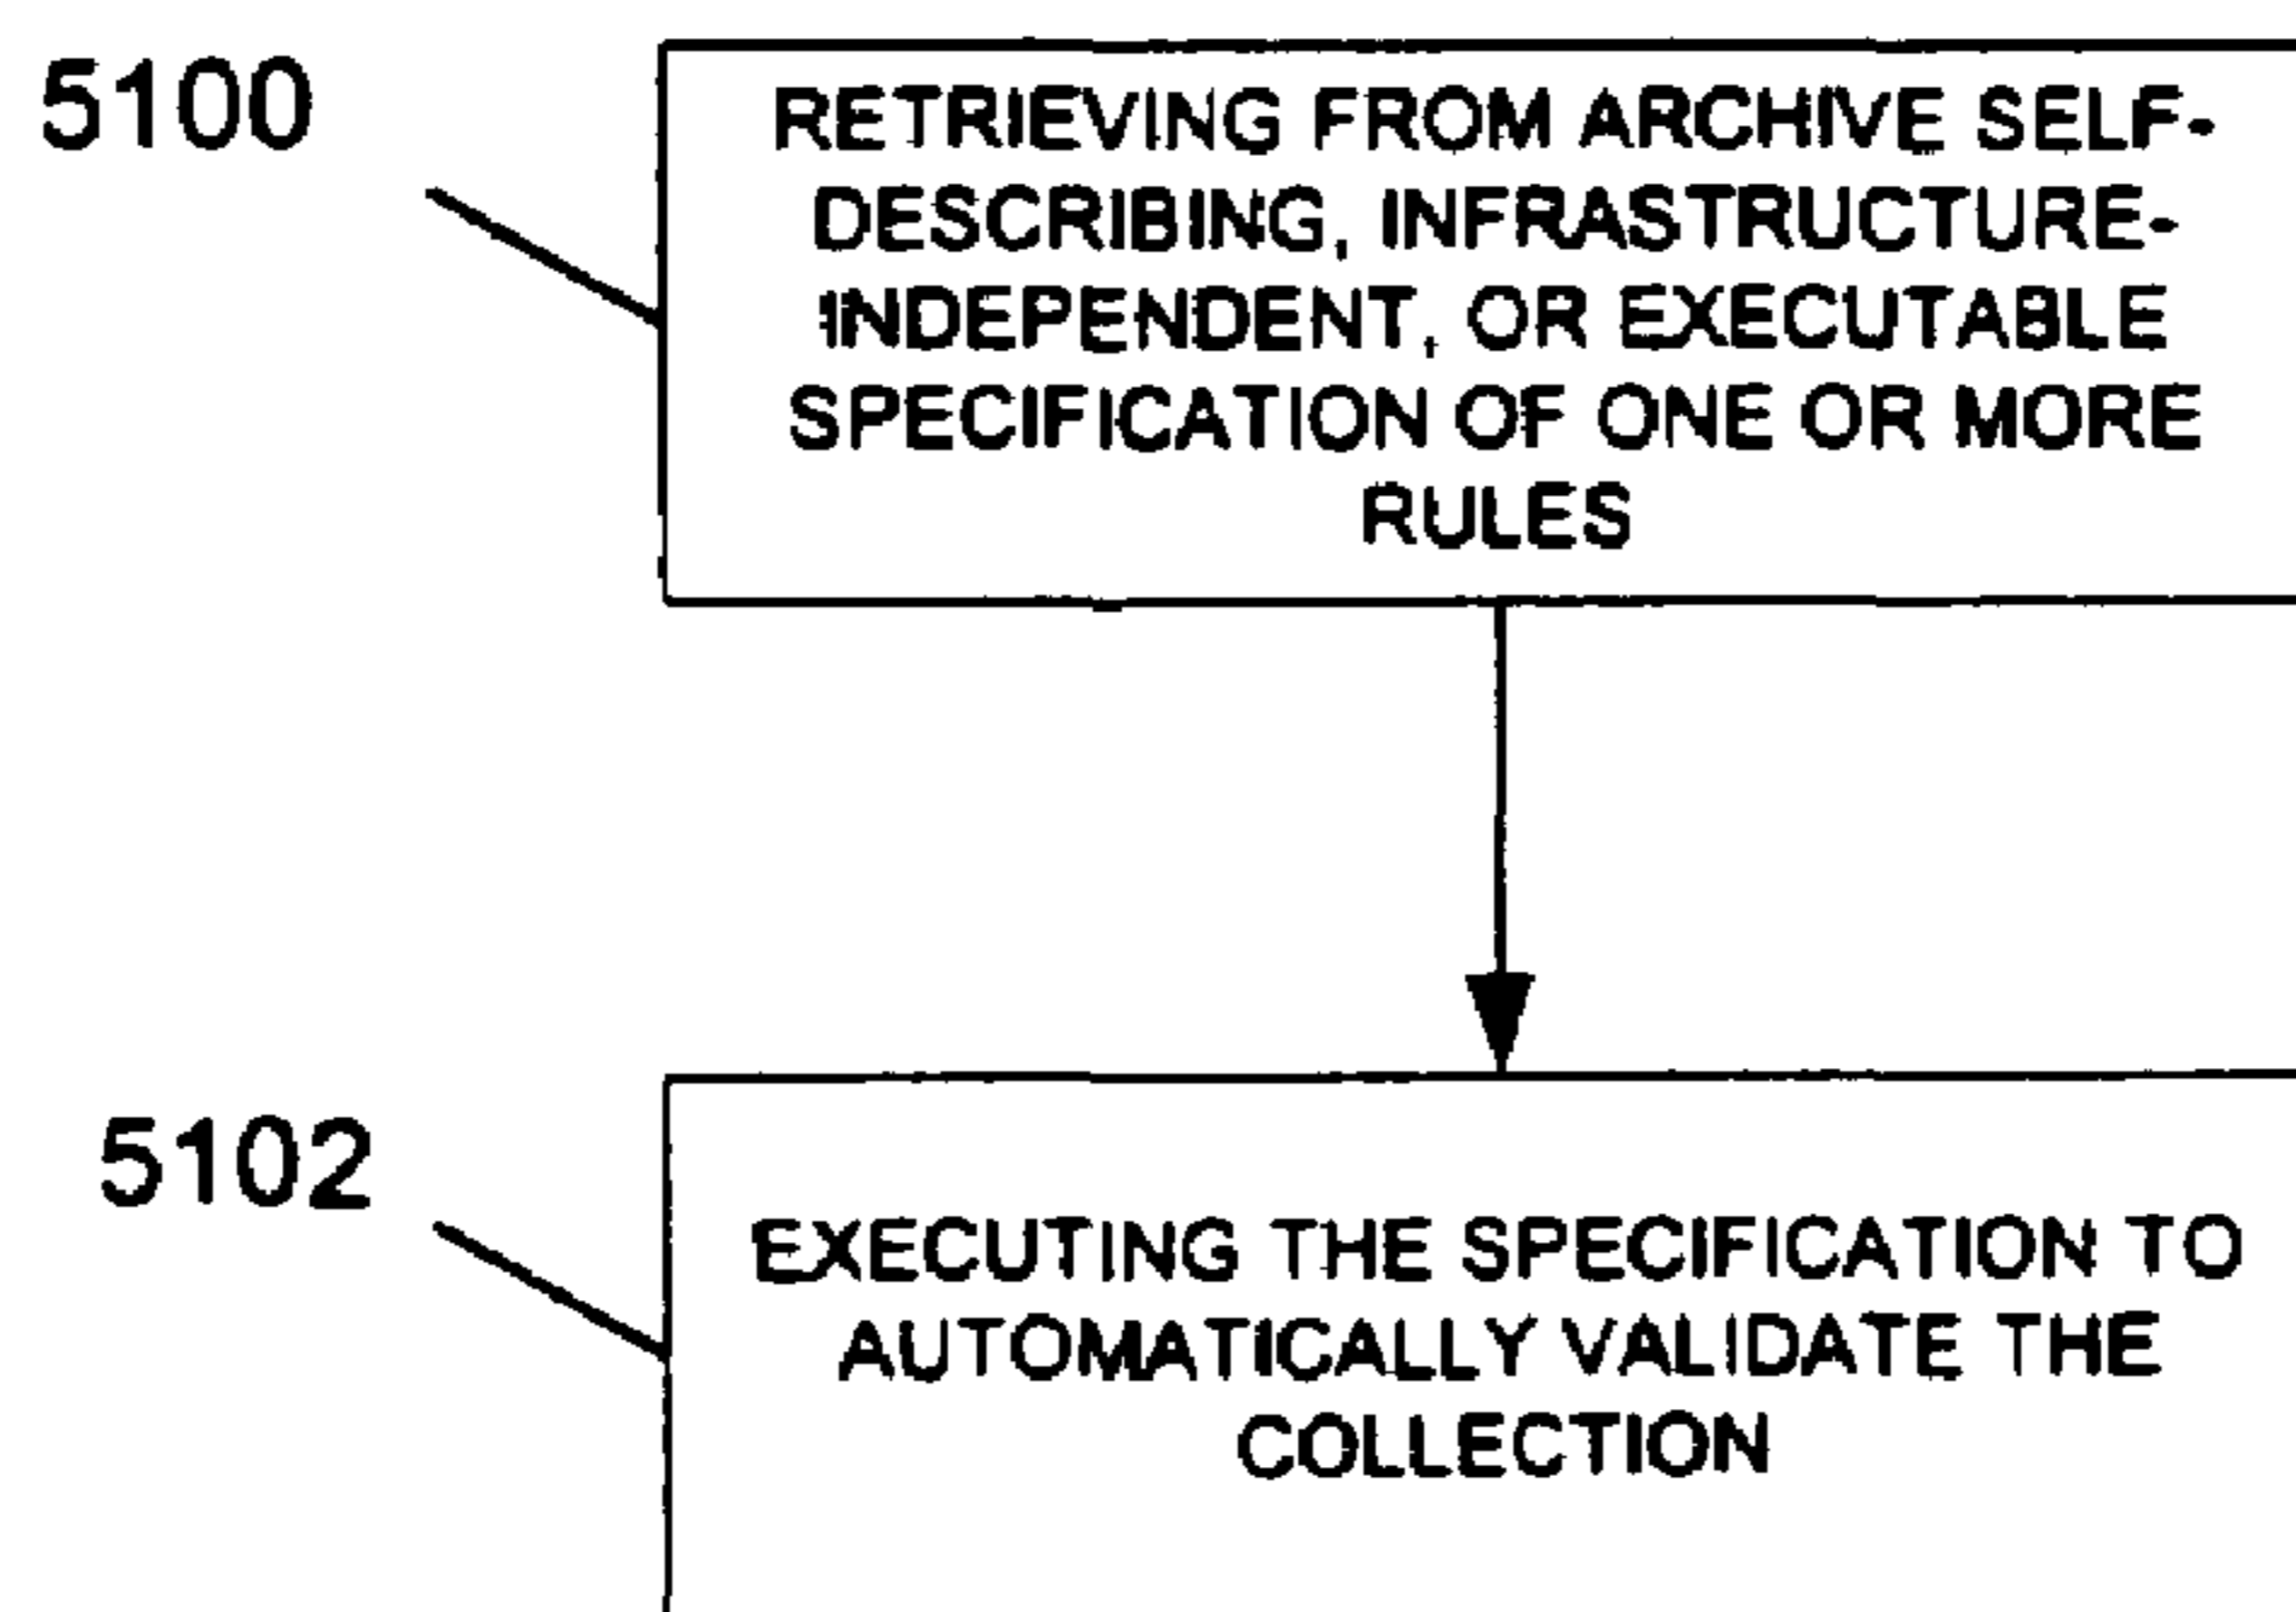 5100
RETRIEVING FROM ARCHIVE SELF-
DESCRIBING, INFRASTRUCTURE-
INDEPENDENT, OR EXECUTABLE
SPECIFICATION OF ONE OR MORE
RULES
5102
EXECUTING THE SPECIFICATION TO
AUTOMATICALLY VALIDATE THE
COLLECTION